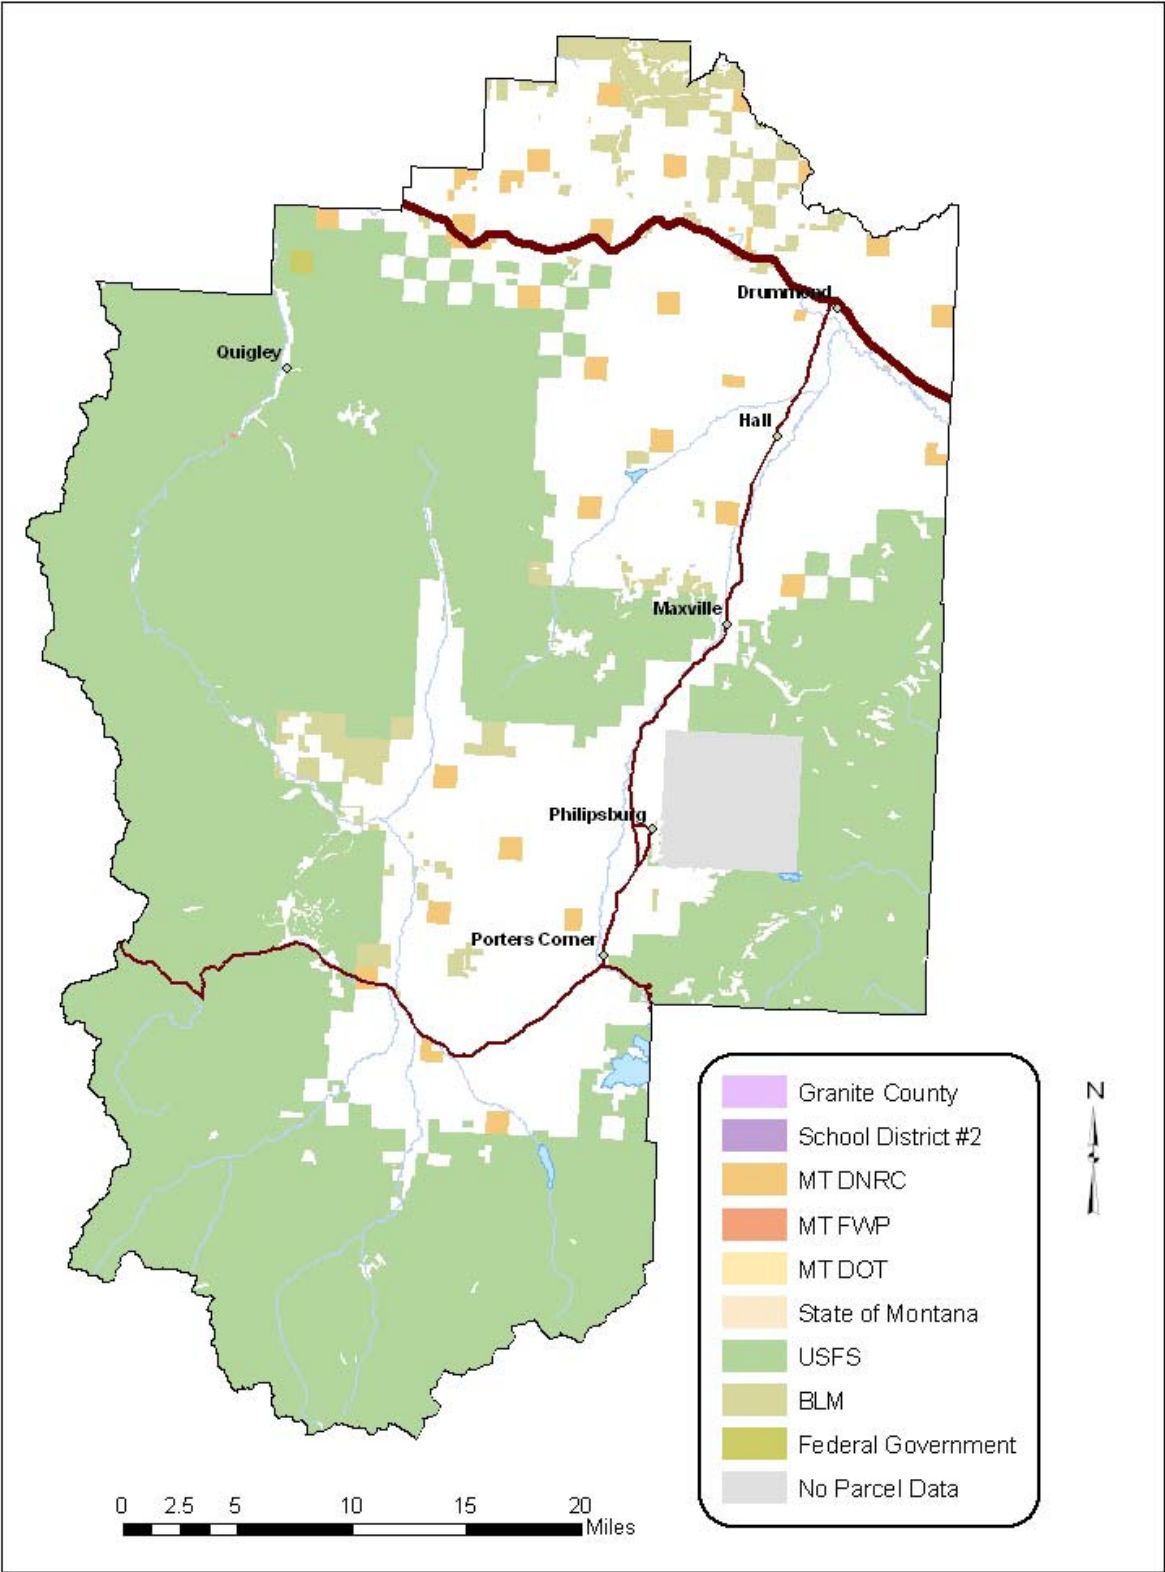 Drummond
Quigley
Hall
Maxville
Philipsburg
Porters Corner
Granite County
School District #2
MT DNRC
MT FWP
MT DOT
State of Montana
USFS
BLM
Federal Government
No Parcel Data
N
0 2.5 5 10 15 20
Miles